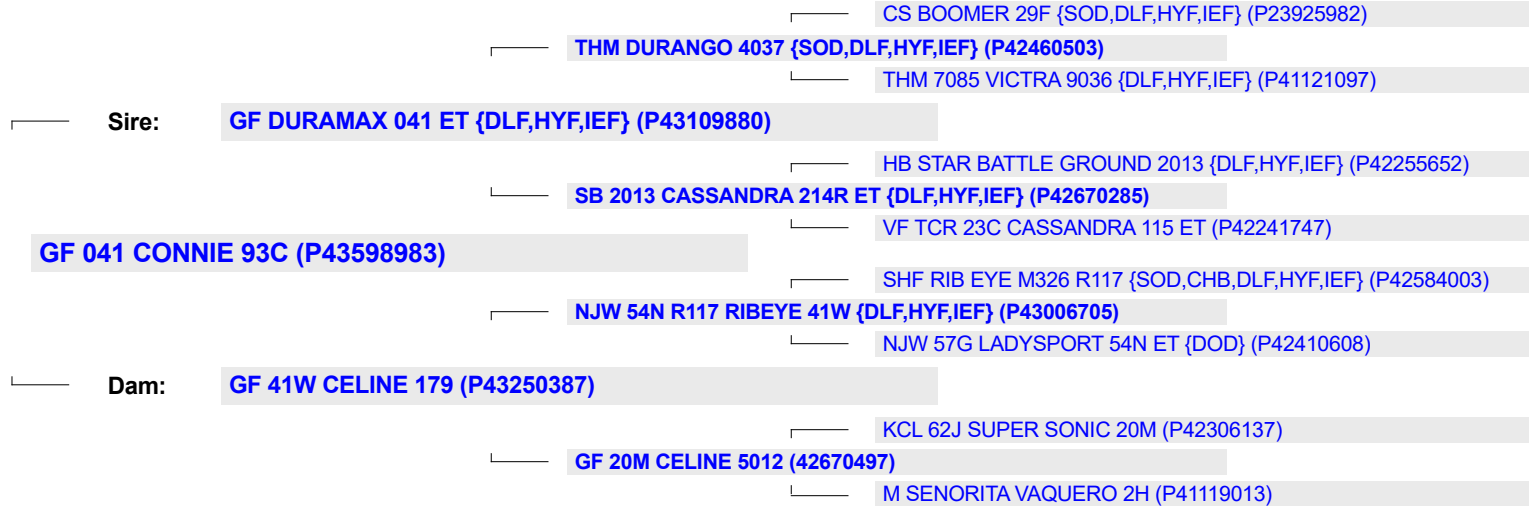 CS BOOMER 29F {SOD,DLF,HYF,IEF} (P23925982)
THM DURANGO 4037 {SOD,DLF,HYF,IEF} (P42460503)
THM 7085 VICTRA 9036 {DLF,HYF,IEF} (P41121097)
Sire: GF DURAMAX 041 ET {DLF,HYF,IEF} (P43109880)
HB STAR BATTLE GROUND 2013 {DLF,HYF,IEF} (P42255652)
SB 2013 CASSANDRA 214R ET {DLF,HYF,IEF} (P42670285)
VF TCR 23C CASSANDRA 115 ET (P42241747)
GF 041 CONNIE 93C (P43598983)
SHF RIB EYE M326 R117 {SOD,CHB,DLF,HYF,IEF} (P42584003)
NJW 54N R117 RIBEYE 41W {DLF,HYF,IEF} (P43006705)
NJW 57G LADYSPORT 54N ET {DOD} (P42410608)
Dam: GF 41W CELINE 179 (P43250387)
KCL 62J SUPER SONIC 20M (P42306137)
GF 20M CELINE 5012 (42670497)
M SENORITA VAQUERO 2H (P41119013)